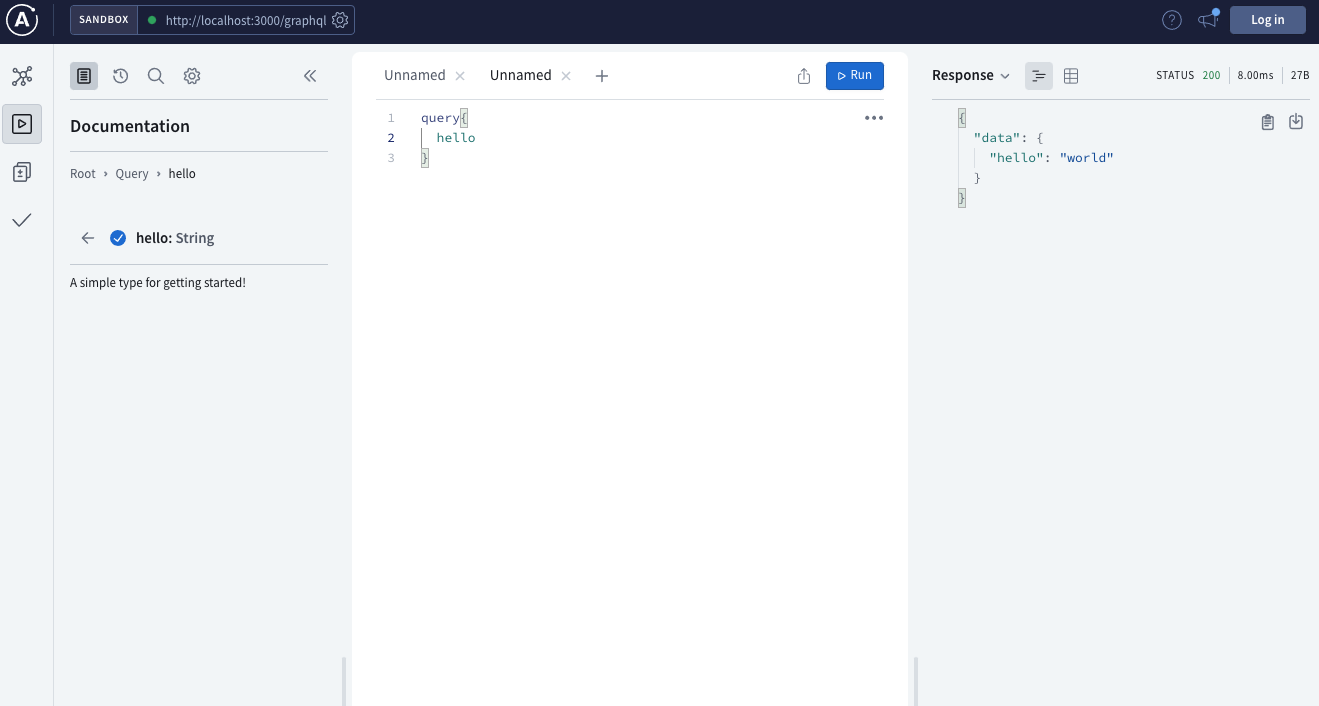 SANDBOX http://localhost:3000/graphql
Log in
Unnamed Unnamed
Run
Response
STATUS 200 8.00ms 27B
Documentation
Root › Query › hello
hello: String
A simple type for getting started!
1 query{
2 hello
3 }
{
"data": {
"hello": "world"
}
}